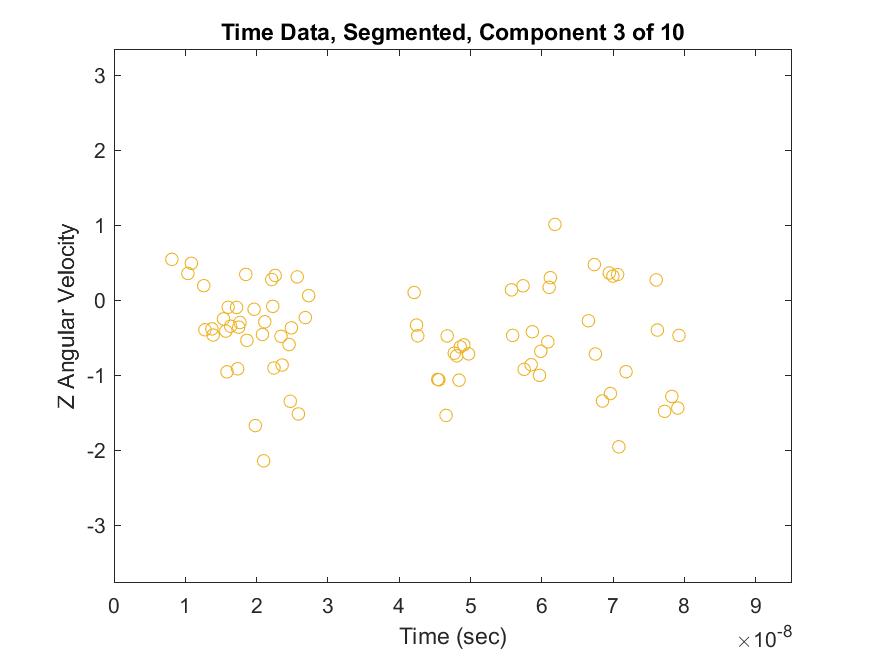 Time Data, Segmented, Component 3 of 10
3
2
1
0
-1
-2
-3
Z Angular Velocity
0 1 2 3 4 5 6 7 8 9
Time (sec)
×10^-8